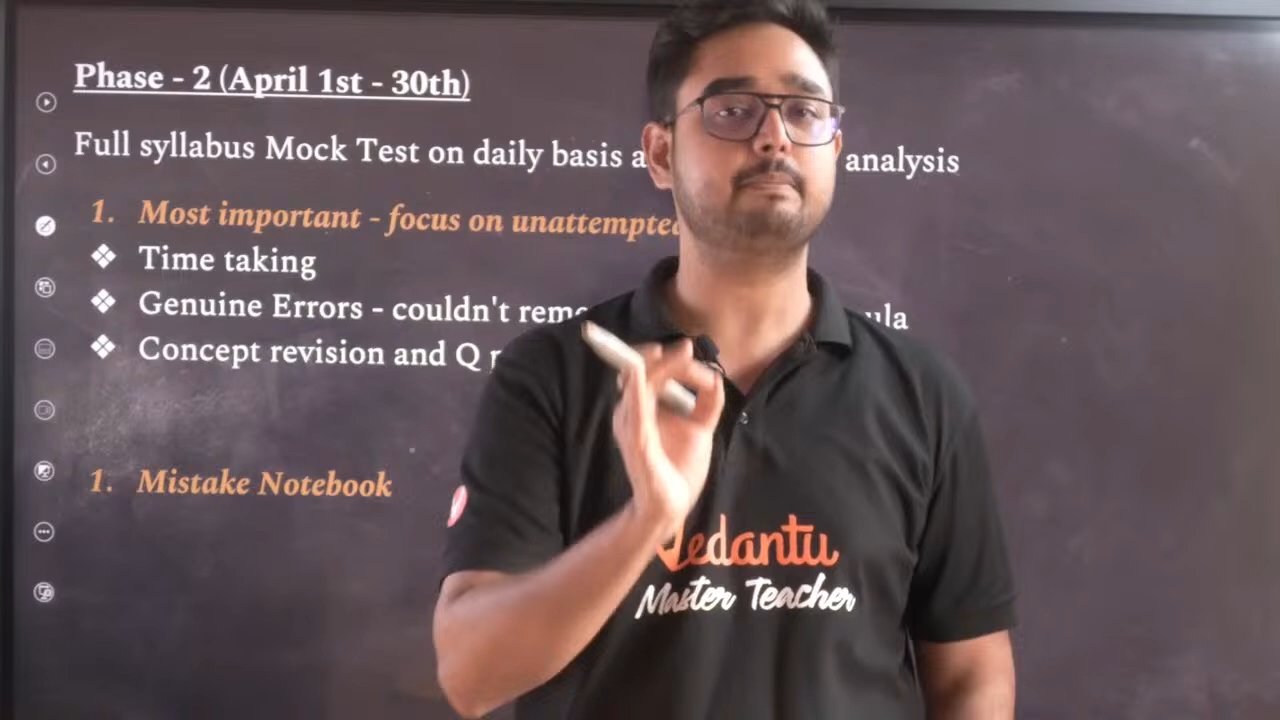 Phase - 2 (April 1st - 30th)
Full syllabus Mock Test on daily basis a analysis
1. Most important - focus on unattempted
❖ Time taking
❖ Genuine Errors - couldn't reme ula
❖ Concept revision and Q
1. Mistake Notebook
Vedantu
Master Teacher